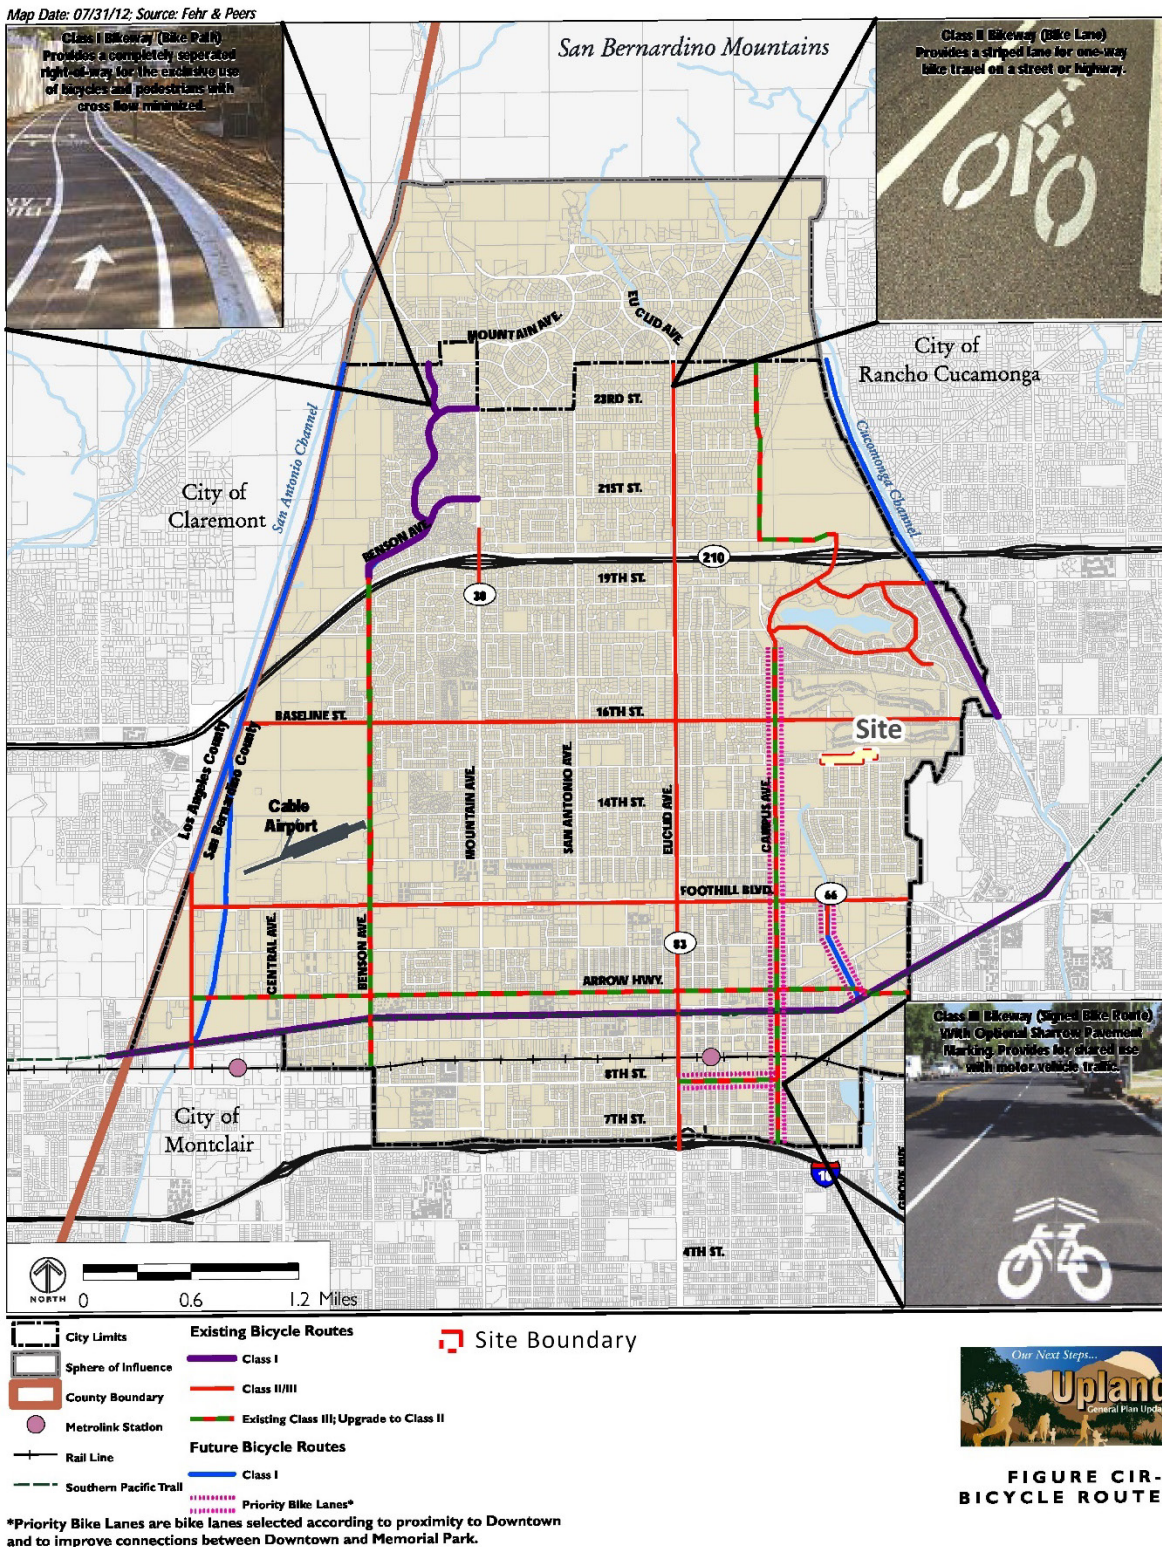 Map Date: 07/31/12; Source: Fehr & Peers
Class I Bikeway (Bike Path)
Provides a completely seperated
right-of-way for the exclusive use
of bicycles and pedestrians with
cross flow minimized.
San Bernardino Mountains
Class II Bikeway (Bike Lane)
Provides a striped lane for one-way
bike travel on a street or highway.
MOUNTAIN AVE.
EUCLID AVE.
City of
Rancho Cucamonga
23RD ST.
San Antonio Channel
Cucamonga Channel
City of
Claremont
21ST ST.
BENSON AVE.
210
19TH ST.
30
BASELINE ST.
16TH ST.
Site
Los Angeles County
San Bernardino County
Cable
Airport
MOUNTAIN AVE.
SAN ANTONIO AVE.
14TH ST.
EUCLID AVE.
CAMPUS AVE.
FOOTHILL BLVD.
66
CENTRAL AVE.
BENSON AVE.
83
ARROW HWY.
Class III Bikeway (Signed Bike Route)
With Optional Sharrow Pavement
Marking. Provides for shared use
with motor vehicle traffic.
8TH ST.
City of
Montclair
7TH ST.
10
GROVE AVE
4TH ST.
NORTH
0 0.6 1.2 Miles
City Limits
Sphere of Influence
County Boundary
Metrolink Station
Rail Line
Southern Pacific Trail
Existing Bicycle Routes
Class I
Class II/III
Existing Class III; Upgrade to Class II
Future Bicycle Routes
Class I
Priority Bike Lanes*
Site Boundary
Our Next Steps...
Upland
General Plan Upda
FIGURE CIR-
BICYCLE ROUTE
*Priority Bike Lanes are bike lanes selected according to proximity to Downtown
and to improve connections between Downtown and Memorial Park.